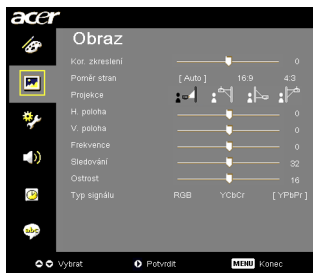 acer
Obraz
Kor. zkreslení 0
Poměr stran [ Auto ] 16:9 4:3
Projekce
H. poloha 0
V. poloha 0
Frekvence 0
Sledování 32
Ostrost 16
Typ signálu RGB YCbCr [ YPbPr ]
abc
Vybrat Potvrdit MENU Konec